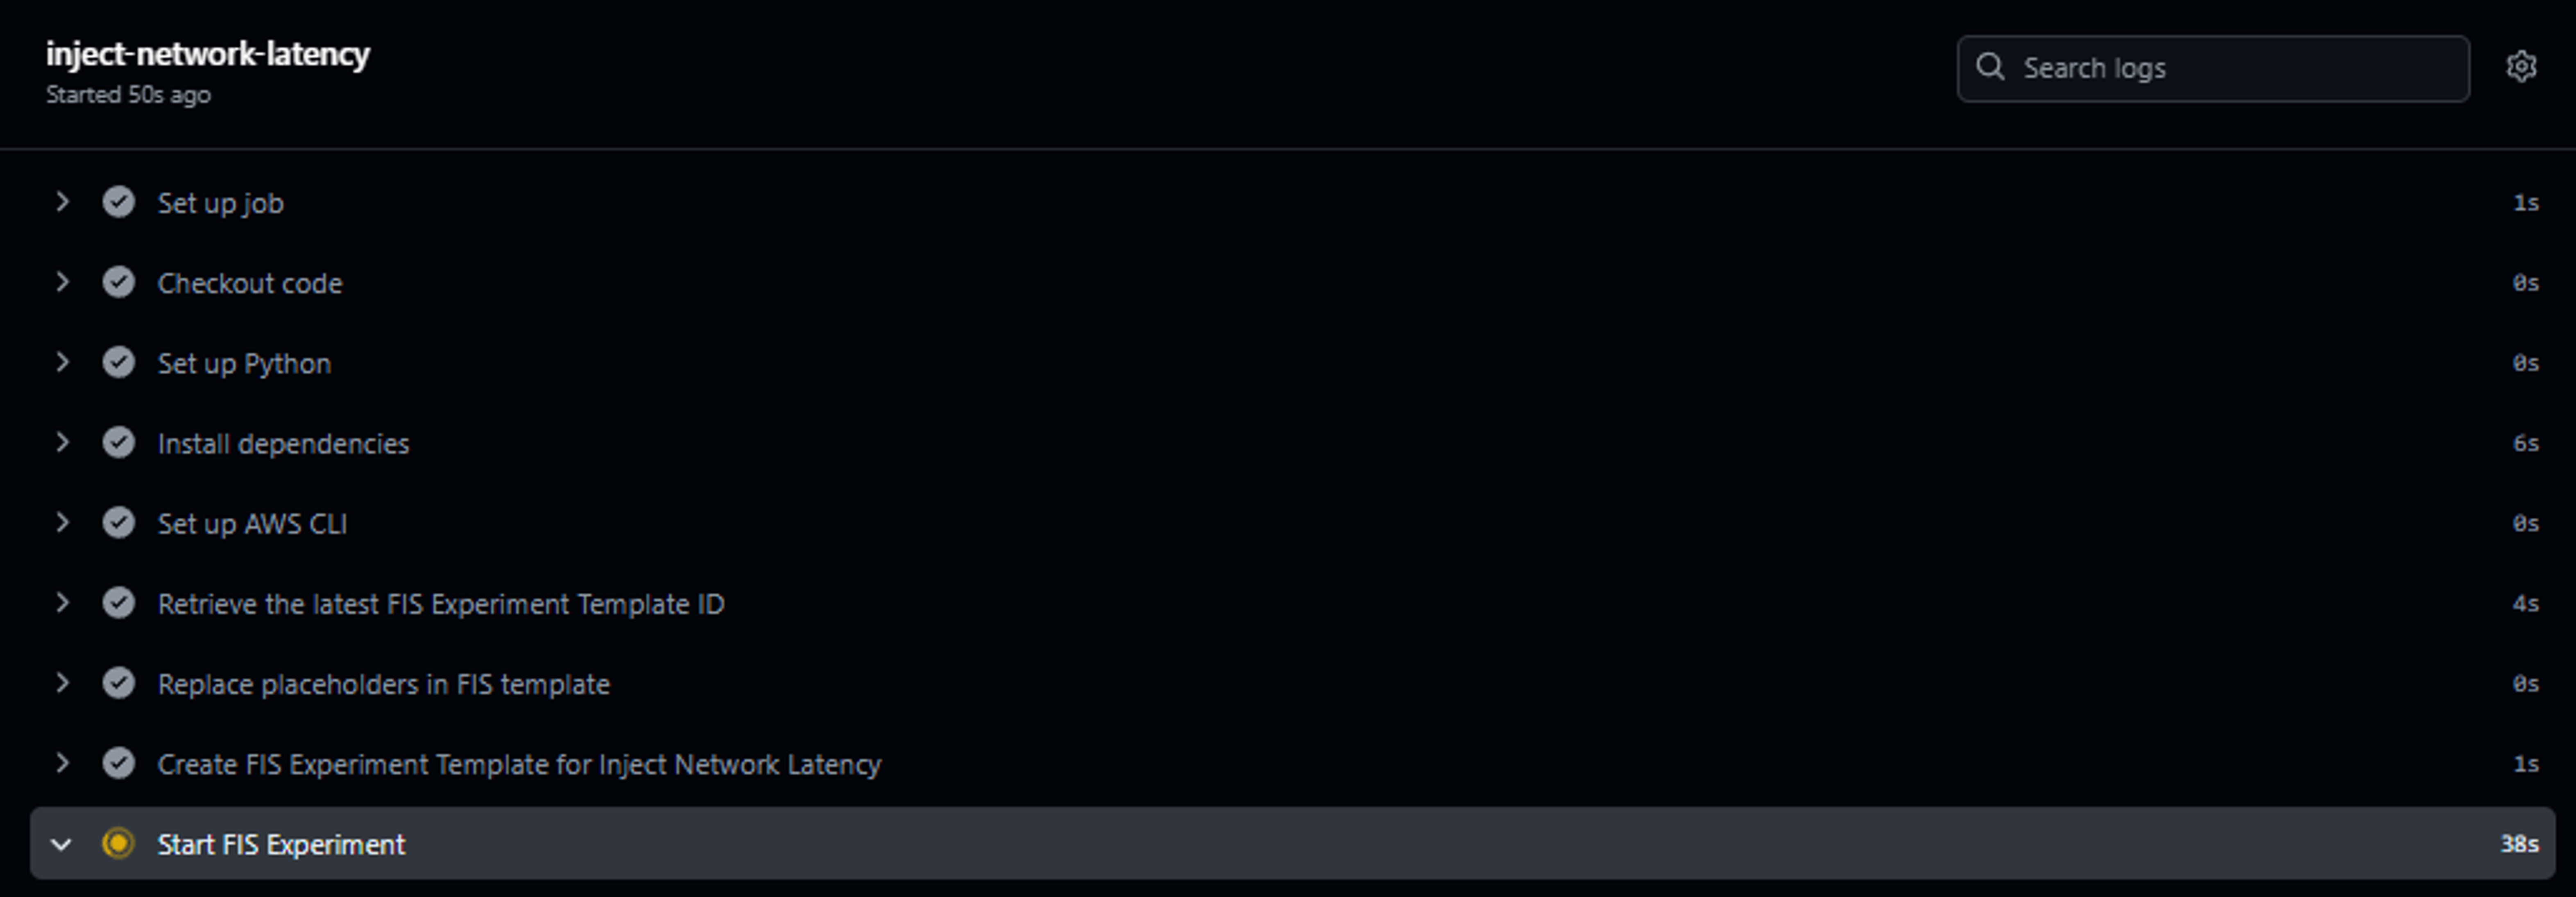 inject-network-latency
Started 50s ago
Search logs
Set up job 1s
Checkout code 0s
Set up Python 0s
Install dependencies 6s
Set up AWS CLI 0s
Retrieve the latest FIS Experiment Template ID 4s
Replace placeholders in FIS template 0s
Create FIS Experiment Template for Inject Network Latency 1s
Start FIS Experiment 38s